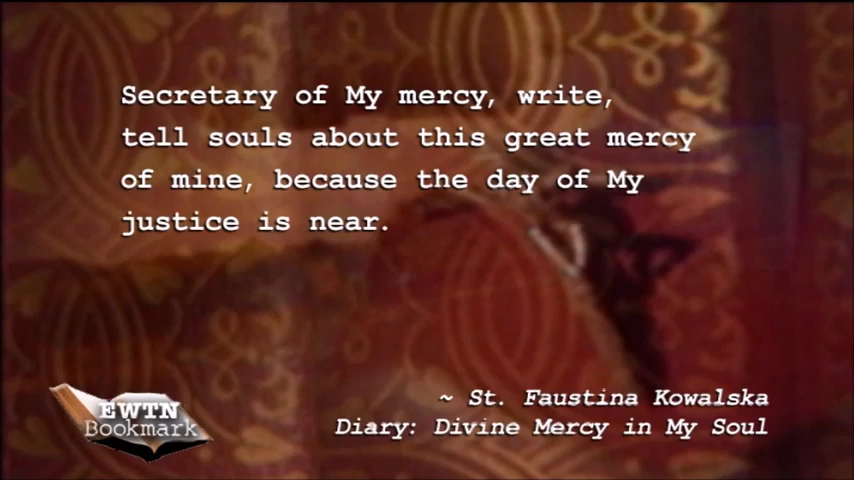 Secretary of My mercy, write,
tell souls about this great mercy
of mine, because the day of My
justice is near.
~ St. Faustina Kowalska
Diary: Divine Mercy in My Soul
EWTN
Bookmark